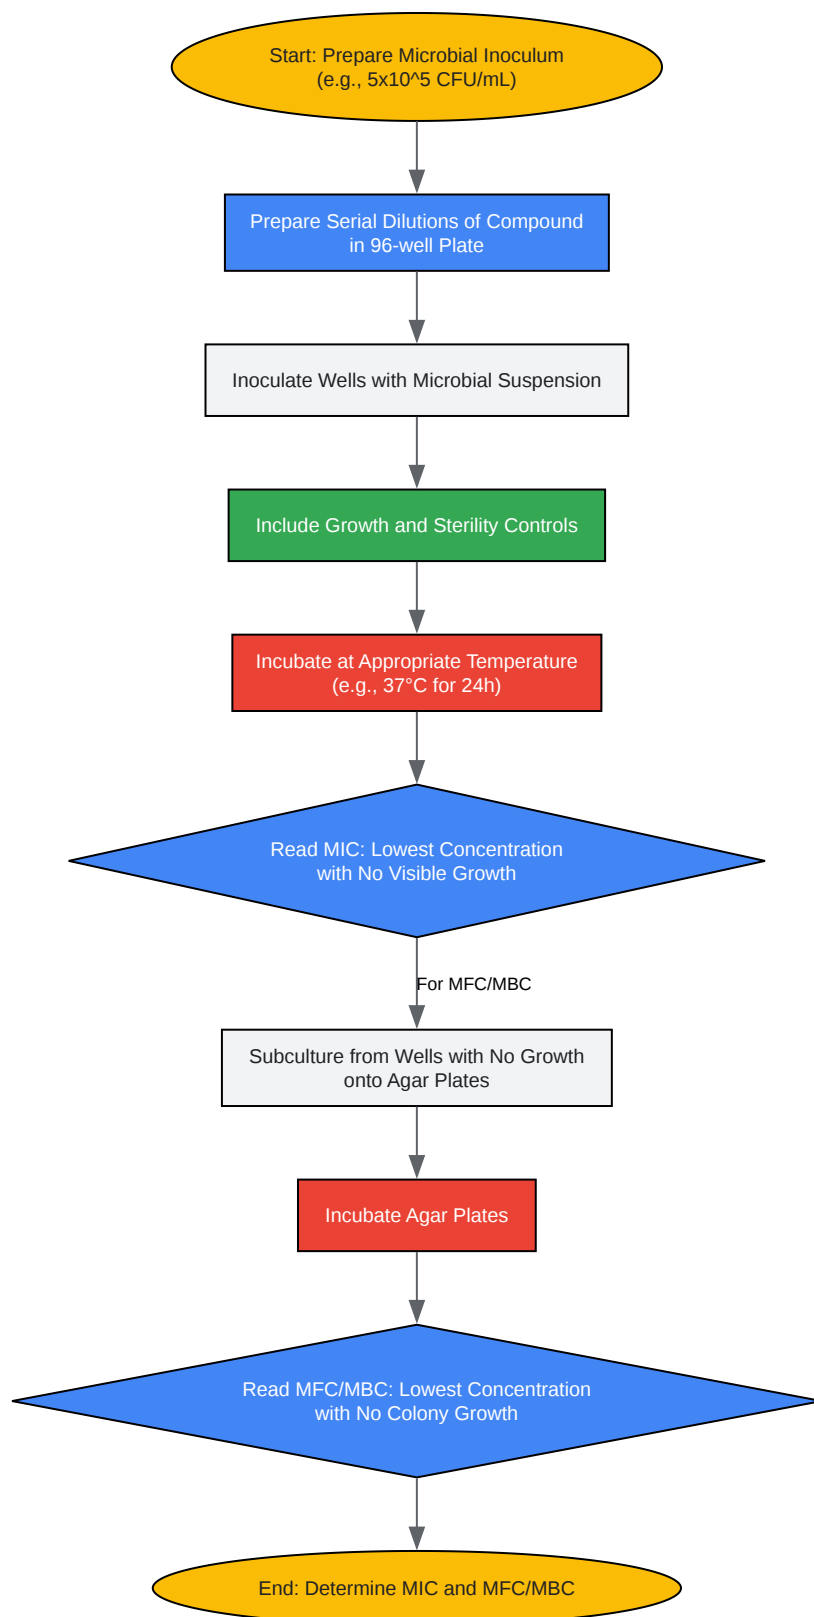 Start: Prepare Microbial Inoculum
(e.g., 5x10^5 CFU/mL)
Prepare Serial Dilutions of Compound
in 96-well Plate
Inoculate Wells with Microbial Suspension
Include Growth and Sterility Controls
Incubate at Appropriate Temperature
(e.g., 37°C for 24h)
Read MIC: Lowest Concentration
with No Visible Growth
For MFC/MBC
Subculture from Wells with No Growth
onto Agar Plates
Incubate Agar Plates
Read MFC/MBC: Lowest Concentration
with No Colony Growth
End: Determine MIC and MFC/MBC